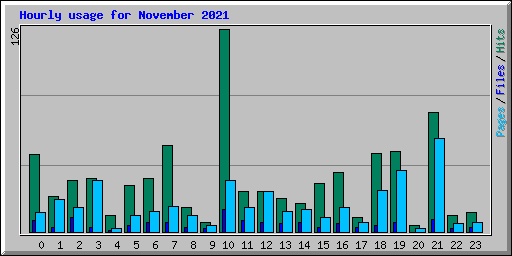 Hourly usage for November 2021
126
Pages / Files / Hits
0 1 2 3 4 5 6 7 8 9 10 11 12 13 14 15 16 17 18 19 20 21 22 23